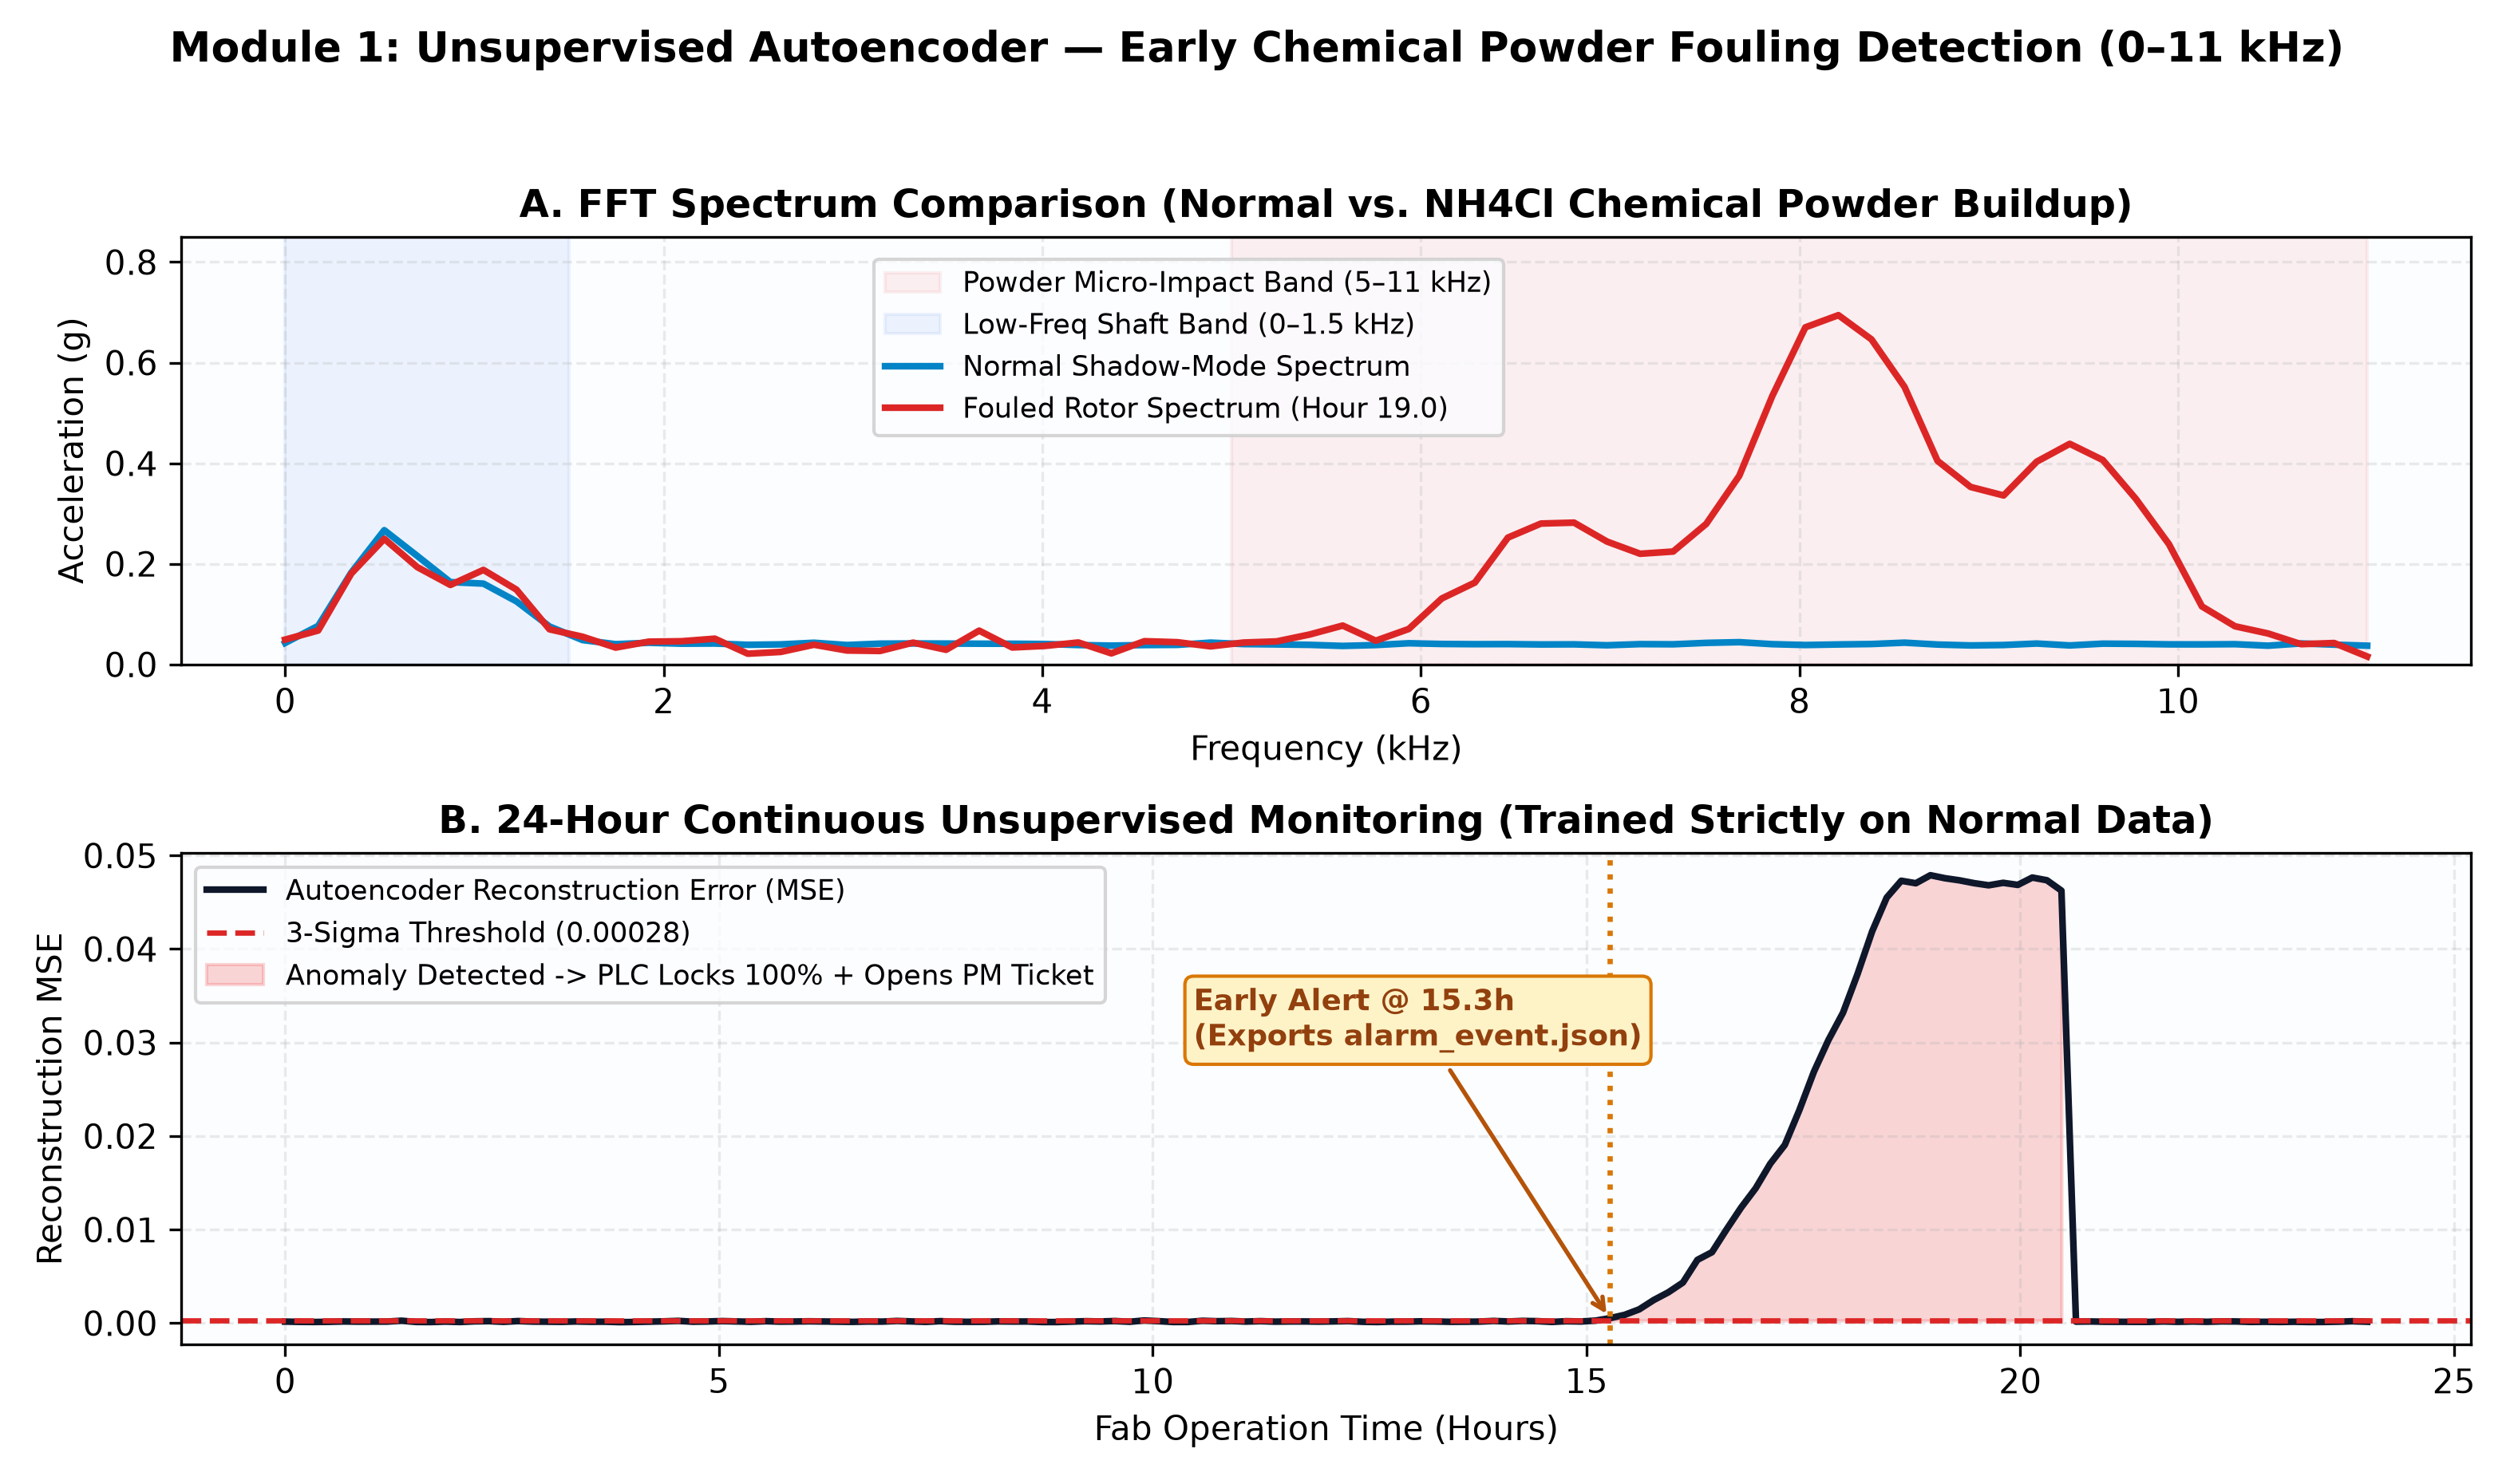 Module 1: Unsupervised Autoencoder — Early Chemical Powder Fouling Detection (0–11 kHz)
A. FFT Spectrum Comparison (Normal vs. NH4Cl Chemical Powder Buildup)
Acceleration (g)
0.8
0.6
0.4
0.2
0.0
Powder Micro-Impact Band (5–11 kHz)
Low-Freq Shaft Band (0–1.5 kHz)
Normal Shadow-Mode Spectrum
Fouled Rotor Spectrum (Hour 19.0)
0 2 4 6 8 10
Frequency (kHz)
B. 24-Hour Continuous Unsupervised Monitoring (Trained Strictly on Normal Data)
Reconstruction MSE
0.05
0.04
0.03
0.02
0.01
0.00
Autoencoder Reconstruction Error (MSE)
3-Sigma Threshold (0.00028)
Anomaly Detected -> PLC Locks 100% + Opens PM Ticket
Early Alert @ 15.3h
(Exports alarm_event.json)
0 5 10 15 20 25
Fab Operation Time (Hours)